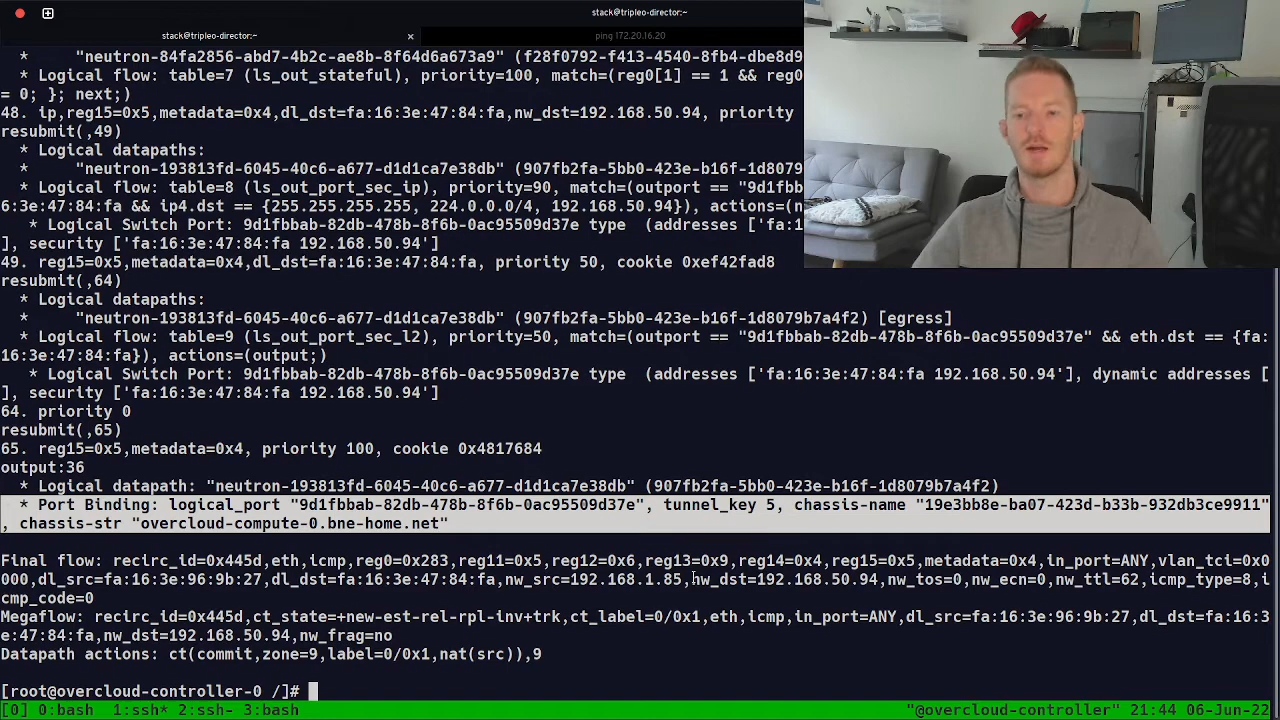 stack@tripleo-director:~
stack@tripleo-director:~ × ping 172.20.16.20
* "neutron-84fa2856-abd7-4b2c-ae8b-8f64d6a673a9" (f28f0792-f413-4540-8fb4-dbe8d9
* Logical flow: table=7 (ls_out_stateful), priority=100, match=(reg0[1] == 1 && reg0
= 0; }; next;)
48. ip,reg15=0x5,metadata=0x4,dl_dst=fa:16:3e:47:84:fa,nw_dst=192.168.50.94, priority
resubmit(,49)
* Logical datapaths:
* "neutron-193813fd-6045-40c6-a677-d1d1ca7e38db" (907fb2fa-5bb0-423e-b16f-1d8079
* Logical flow: table=8 (ls_out_port_sec_ip), priority=90, match=(outport == "9d1fbb
6:3e:47:84:fa && ip4.dst == {255.255.255.255, 224.0.0.0/4, 192.168.50.94}), actions=(n
* Logical Switch Port: 9d1fbbab-82db-478b-8f6b-0ac95509d37e type  (addresses ['fa:1
], security ['fa:16:3e:47:84:fa 192.168.50.94']
49. reg15=0x5,metadata=0x4,dl_dst=fa:16:3e:47:84:fa, priority 50, cookie 0xef42fad8
resubmit(,64)
* Logical datapaths:
* "neutron-193813fd-6045-40c6-a677-d1d1ca7e38db" (907fb2fa-5bb0-423e-b16f-1d8079b7a4f2) [egress]
* Logical flow: table=9 (ls_out_port_sec_l2), priority=50, match=(outport == "9d1fbbab-82db-478b-8f6b-0ac95509d37e" && eth.dst == {fa:
16:3e:47:84:fa}), actions=(output;)
* Logical Switch Port: 9d1fbbab-82db-478b-8f6b-0ac95509d37e type  (addresses ['fa:16:3e:47:84:fa 192.168.50.94'], dynamic addresses [
], security ['fa:16:3e:47:84:fa 192.168.50.94']
64. priority 0
resubmit(,65)
65. reg15=0x5,metadata=0x4, priority 100, cookie 0x4817684
output:36
* Logical datapath: "neutron-193813fd-6045-40c6-a677-d1d1ca7e38db" (907fb2fa-5bb0-423e-b16f-1d8079b7a4f2)
* Port Binding: logical_port "9d1fbbab-82db-478b-8f6b-0ac95509d37e", tunnel_key 5, chassis-name "19e3bb8e-ba07-423d-b33b-932db3ce9911"
, chassis-str "overcloud-compute-0.bne-home.net"
Final flow: recirc_id=0x445d,eth,icmp,reg0=0x283,reg11=0x5,reg12=0x6,reg13=0x9,reg14=0x4,reg15=0x5,metadata=0x4,in_port=ANY,vlan_tci=0x0
000,dl_src=fa:16:3e:96:9b:27,dl_dst=fa:16:3e:47:84:fa,nw_src=192.168.1.85,nw_dst=192.168.50.94,nw_tos=0,nw_ecn=0,nw_ttl=62,icmp_type=8,i
cmp_code=0
Megaflow: recirc_id=0x445d,ct_state=+new-est-rel-rpl-inv+trk,ct_label=0/0x1,eth,icmp,in_port=ANY,dl_src=fa:16:3e:96:9b:27,dl_dst=fa:16:3
e:47:84:fa,nw_dst=192.168.50.94,nw_frag=no
Datapath actions: ct(commit,zone=9,label=0/0x1,nat(src)),9
[root@overcloud-controller-0 /]#
[0] 0:bash  1:ssh* 2:ssh- 3:bash "@overcloud-controller" 21:44 06-Jun-22